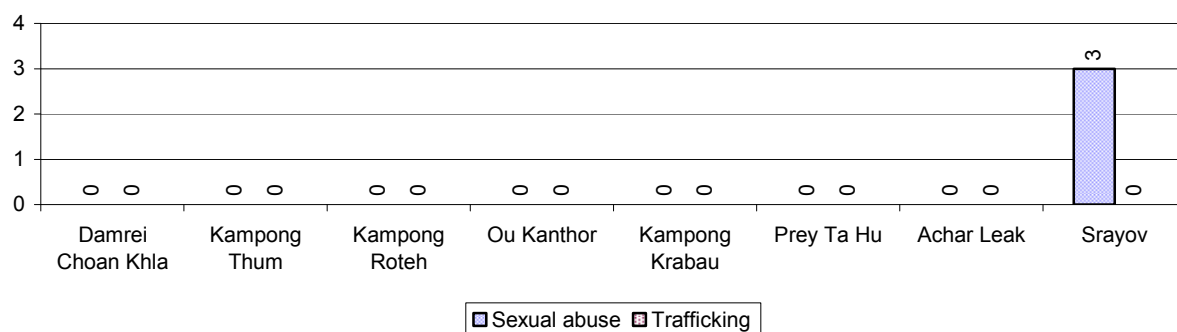 4
3
2
1
0
0 0 0 0 0 0 0 0 0 0 0 0 0 0 3 0
Damrei Choan Khla
Kampong Thum
Kampong Roteh
Ou Kanthor
Kampong Krabau
Prey Ta Hu
Achar Leak
Srayov
Sexual abuse Trafficking